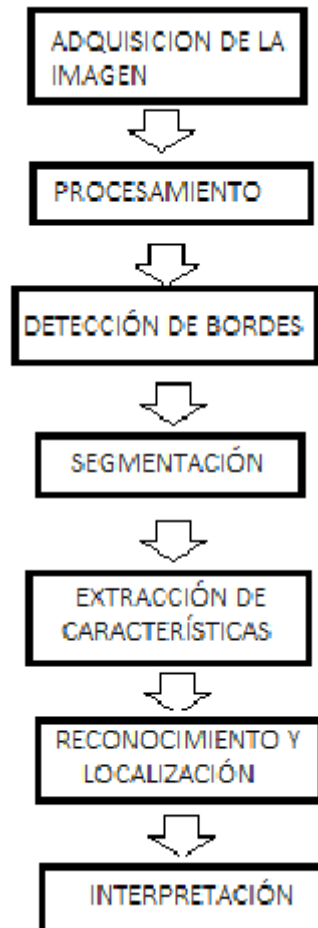 ADQUISICION DE LA
IMAGEN
PROCESAMIENTO
DETECCIÓN DE BORDES
SEGMENTACIÓN
EXTRACCIÓN DE
CARACTERÍSTICAS
RECONOCIMIENTO Y
LOCALIZACIÓN
INTERPRETACIÓN